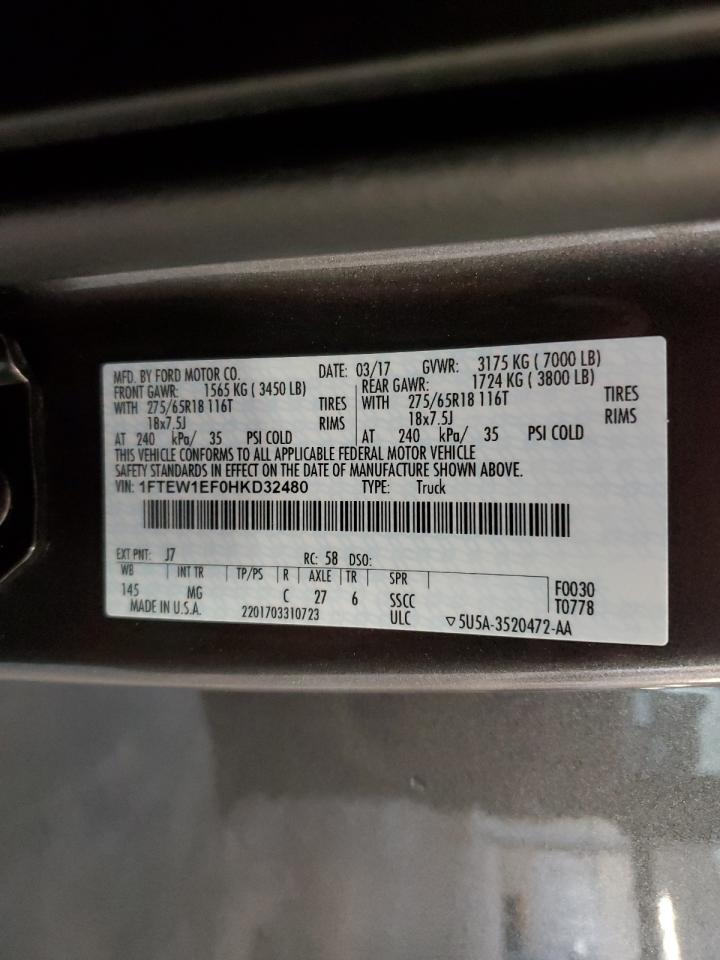 MFD. BY FORD MOTOR CO. DATE: 03/17 GVWR: 3175 KG ( 7000 LB)
FRONT GAWR: 1565 KG ( 3450 LB) REAR GAWR: 1724 KG ( 3800 LB)
WITH 275/65R18 116T TIRES WITH 275/65R18 116T TIRES
18x7.5J RIMS 18x7.5J RIMS
AT 240 kPa/ 35 PSI COLD AT 240 kPa/ 35 PSI COLD
THIS VEHICLE CONFORMS TO ALL APPLICABLE FEDERAL MOTOR VEHICLE
SAFETY STANDARDS IN EFFECT ON THE DATE OF MANUFACTURE SHOWN ABOVE.
VIN: 1FTEW1EF0HKD32480 TYPE: Truck
EXT PNT: J7 RC: 58 DSO:
WB INT TR TP/PS R AXLE TR SPR F0030
145 MG C 27 6 SSCC T0778
MADE IN U.S.A. 2201703310723 ULC ▽5U5A-3520472-AA